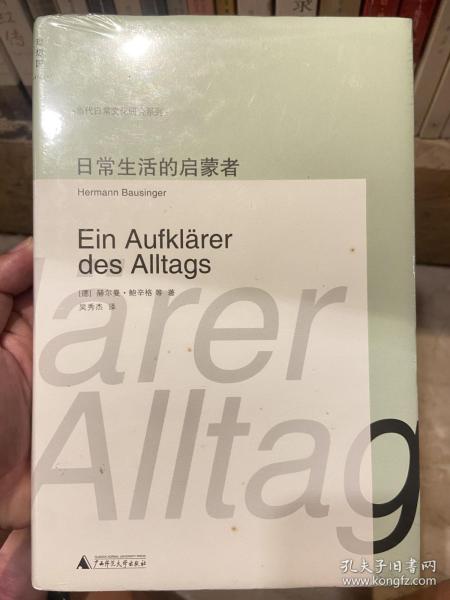 当代日常文化研究系列
日常生活的启蒙者
Hermann Bausinger
Ein Aufklärer
des Alltags
[德] 赫尔曼·鲍辛格 等 著
吴秀杰 译
ärer
Alltag
广西师范大学出版社
孔夫子旧书网
www.kongfz.com